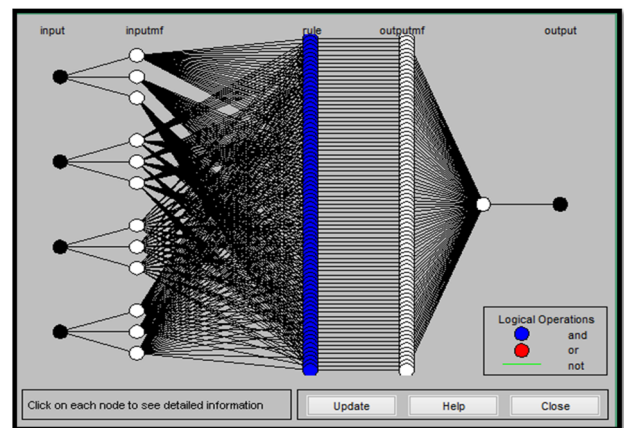 input inputmf rule outputmf output
Logical Operations
and
or
not
Click on each node to see detailed information Update Help Close